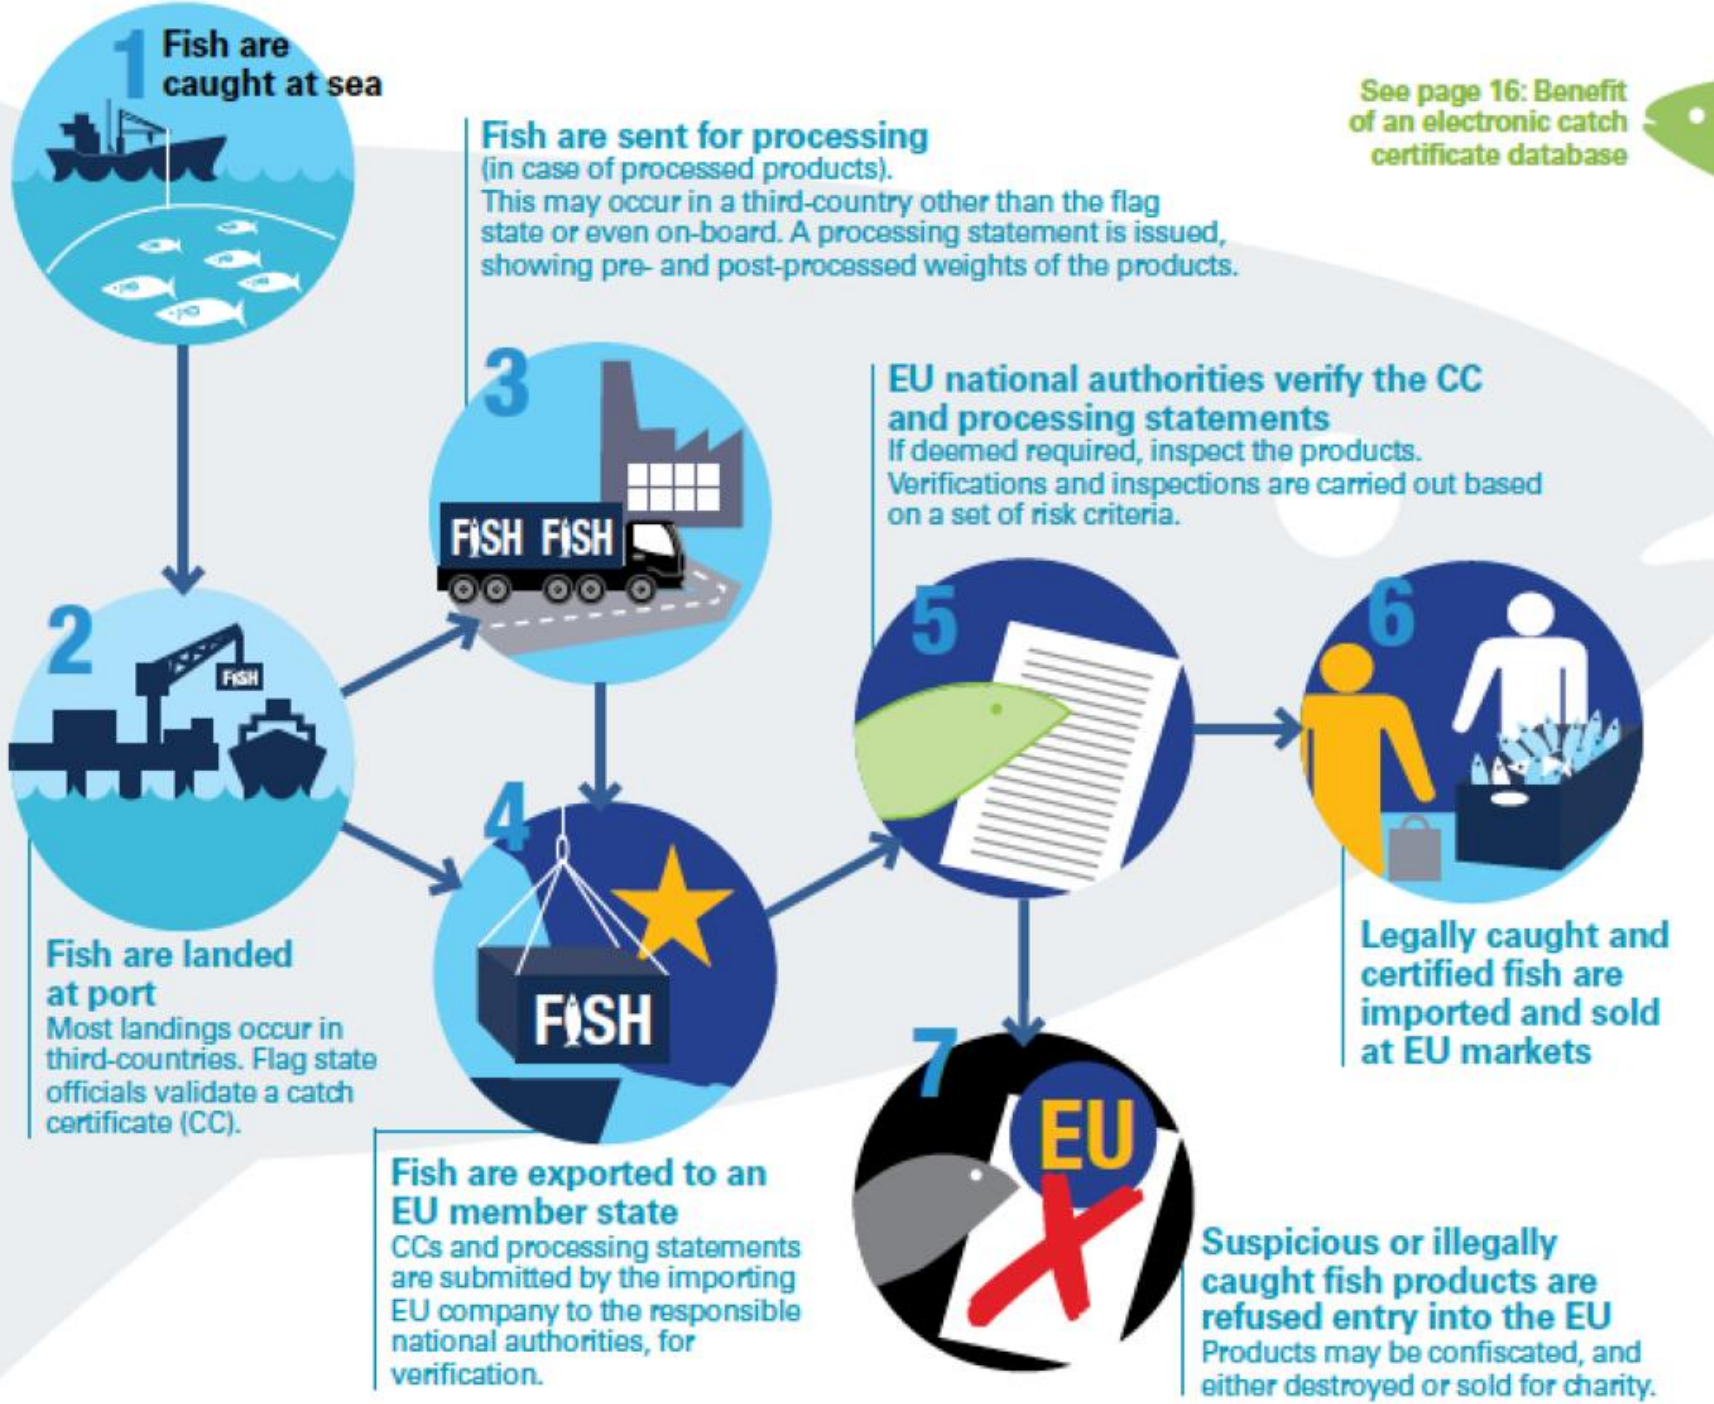 1
Fish are
caught at sea
See page 16: Benefit
of an electronic catch
certificate database
Fish are sent for processing
(in case of processed products).
This may occur in a third-country other than the flag
state or even on-board. A processing statement is issued,
showing pre- and post-processed weights of the products.
3
FISH FISH
EU national authorities verify the CC
and processing statements
If deemed required, inspect the products.
Verifications and inspections are carried out based
on a set of risk criteria.
2
FISH
Fish are landed
at port
Most landings occur in
third-countries. Flag state
officials validate a catch
certificate (CC).
4
FISH
Fish are exported to an
EU member state
CCs and processing statements
are submitted by the importing
EU company to the responsible
national authorities, for
verification.
5
6
Legally caught and
certified fish are
imported and sold
at EU markets
7
EU
Suspicious or illegally
caught fish products are
refused entry into the EU
Products may be confiscated, and
either destroyed or sold for charity.